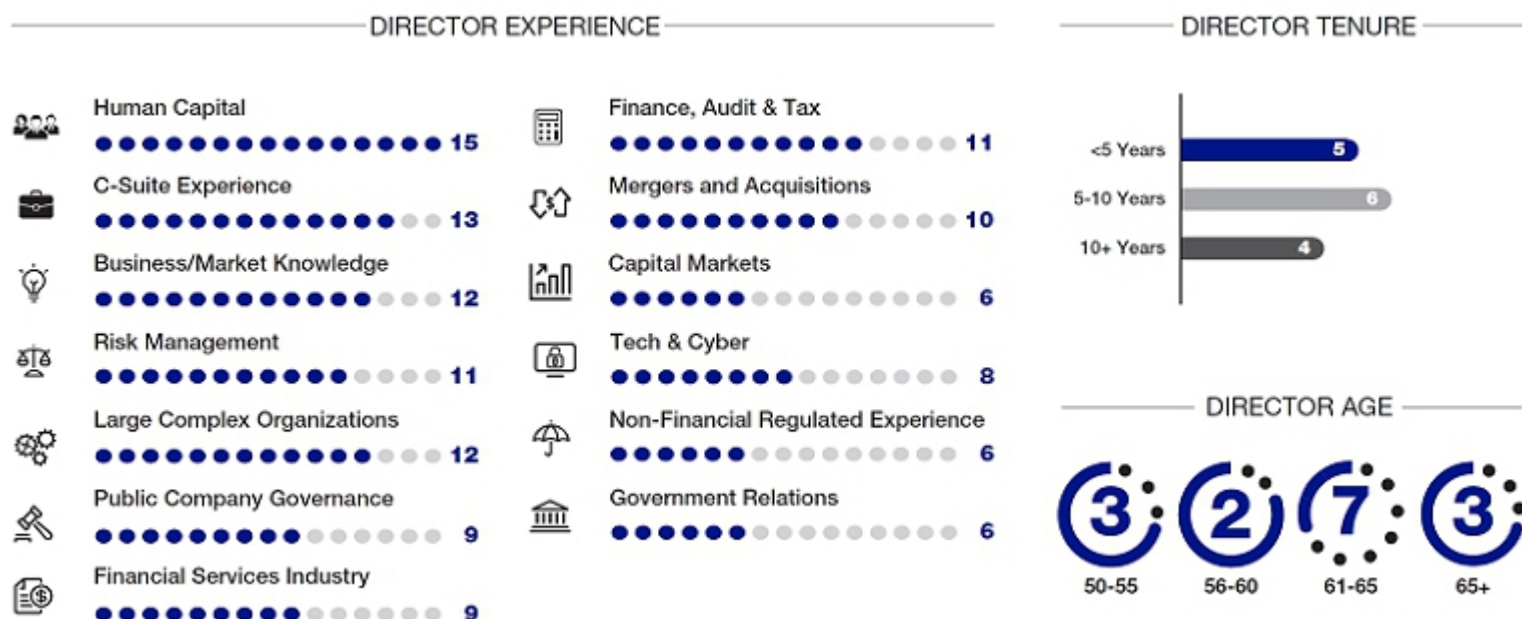 DIRECTOR EXPERIENCE
Human Capital
15
C-Suite Experience
13
Business/Market Knowledge
12
Risk Management
11
Large Complex Organizations
12
Public Company Governance
9
Financial Services Industry
9
Finance, Audit & Tax
11
Mergers and Acquisitions
10
Capital Markets
6
Tech & Cyber
8
Non-Financial Regulated Experience
6
Government Relations
6
DIRECTOR TENURE
<5 Years 5
5-10 Years 6
10+ Years 4
DIRECTOR AGE
3 2 7 3
50-55 56-60 61-65 65+